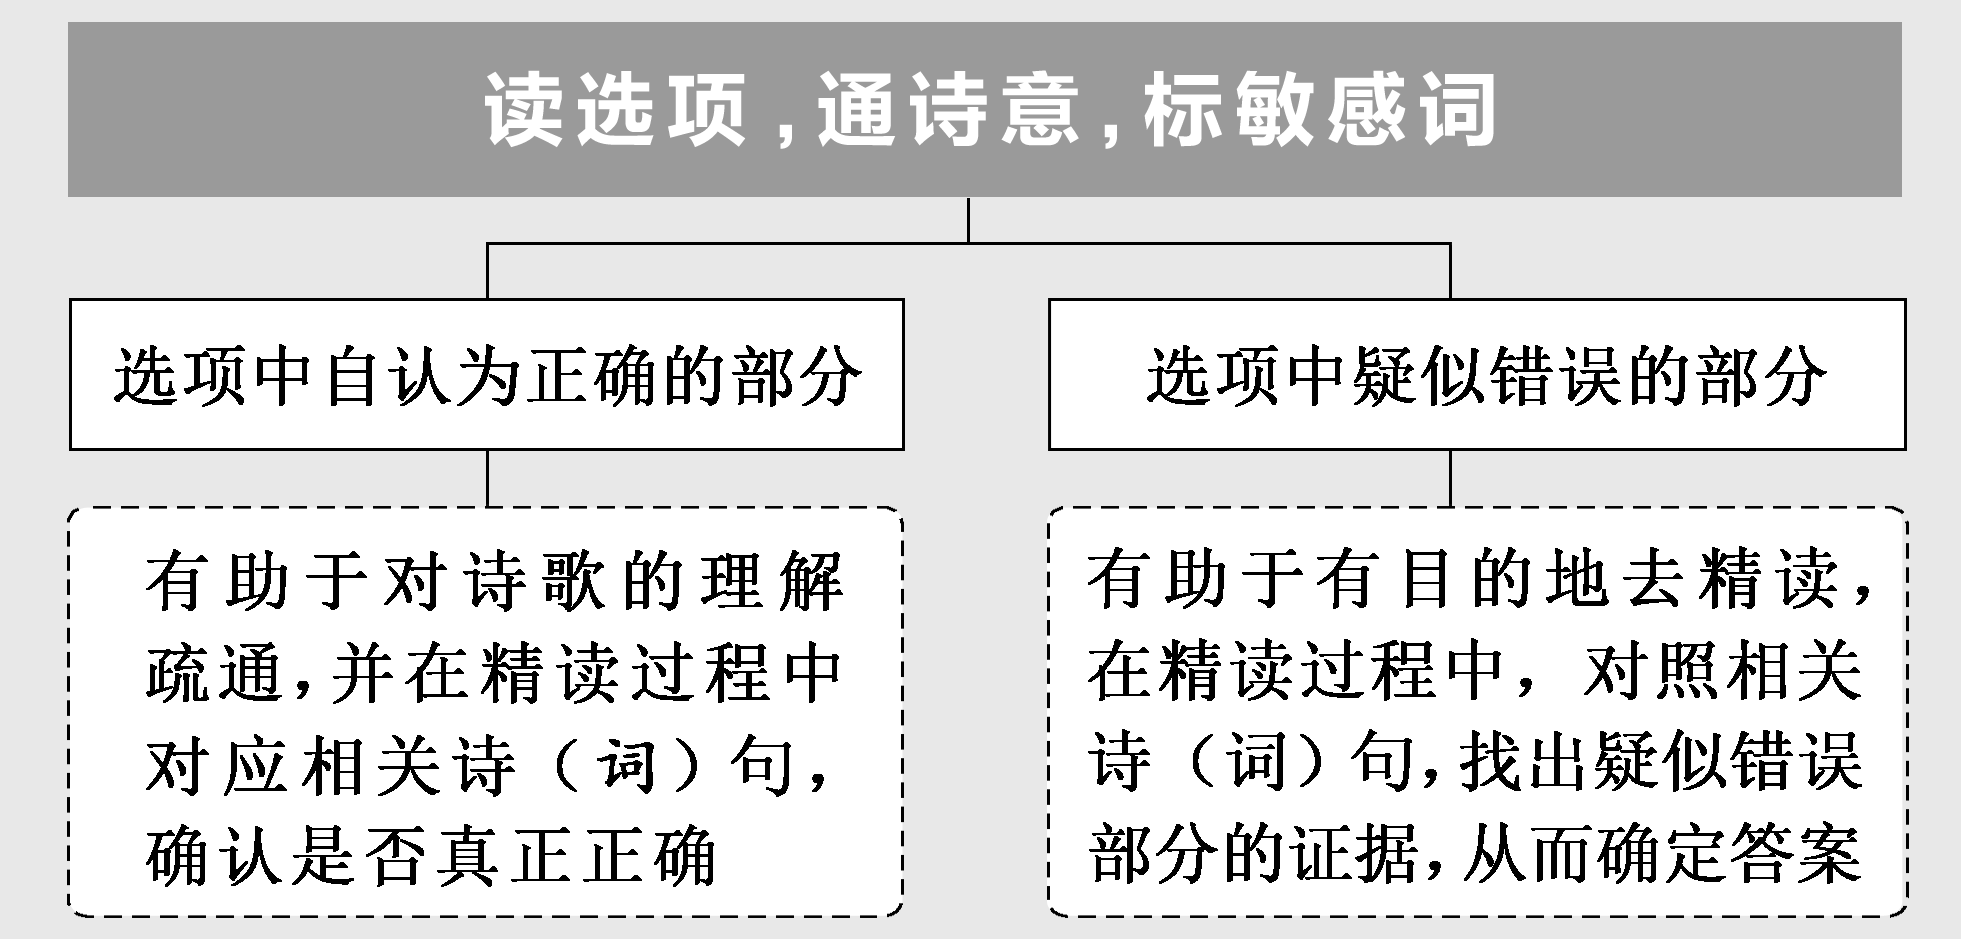 读选项,通诗意,标敏感词
选项中自认为正确的部分
选项中疑似错误的部分
有助于对诗歌的理解
疏通,并在精读过程中
对应相关诗（词）句,
确认是否真正正确
有助于有目的地去精读,
在精读过程中,对照相关
诗（词）句,找出疑似错误
部分的证据,从而确定答案